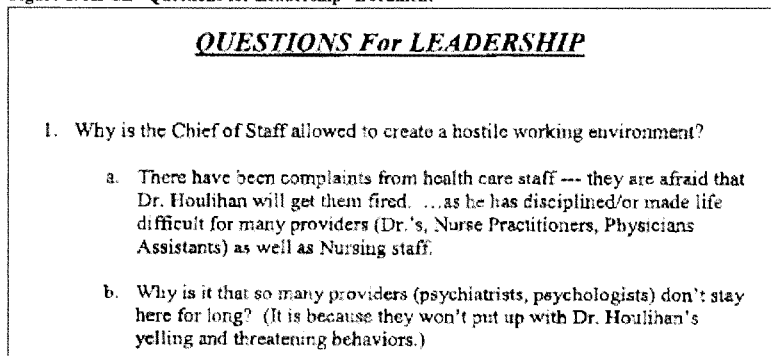 QUESTIONS For LEADERSHIP
1. Why is the Chief of Staff allowed to create a hostile working environment?
a. There have been complaints from health care staff --- they are afraid that
Dr. Houlihan will get them fired. …as he has disciplined/or made life
difficult for many providers (Dr.'s, Nurse Practitioners, Physicians
Assistants) as well as Nursing staff.
b. Why is it that so many providers (psychiatrists, psychologists) don't stay
here for long? (It is because they won't put up with Dr. Houlihan's
yelling and threatening behaviors.)